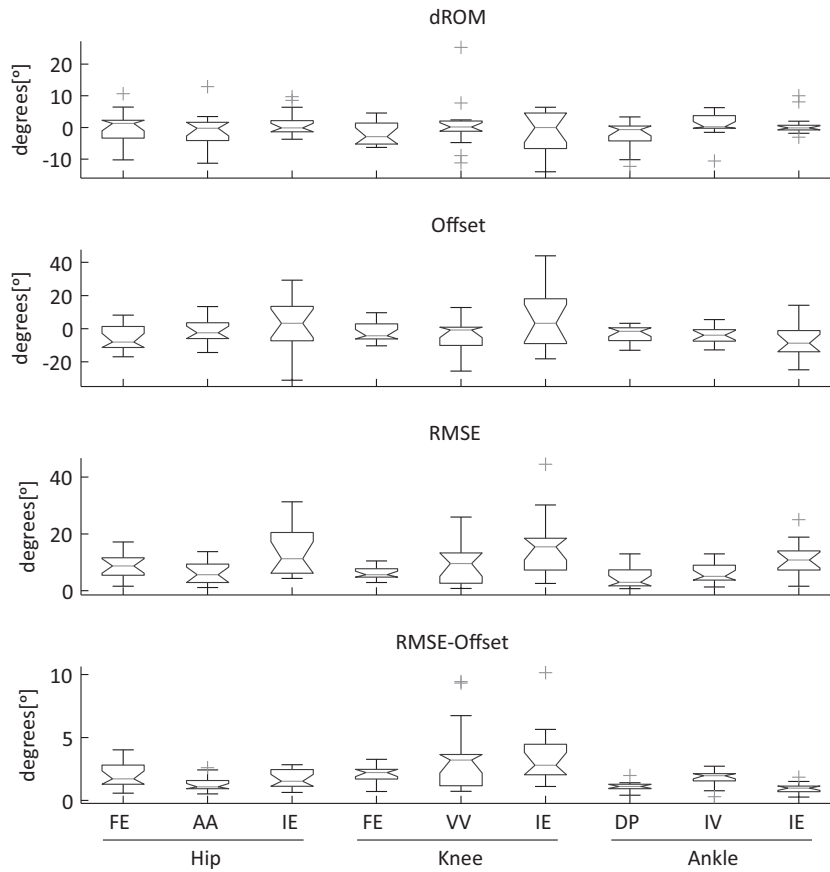 dROM
degrees[°]
20
10
0
-10
Offset
degrees[°]
40
20
0
-20
RMSE
degrees[°]
40
20
0
RMSE-Offset
degrees[°]
10
5
0
FE AA IE FE VV IE DP IV IE
Hip Knee Ankle